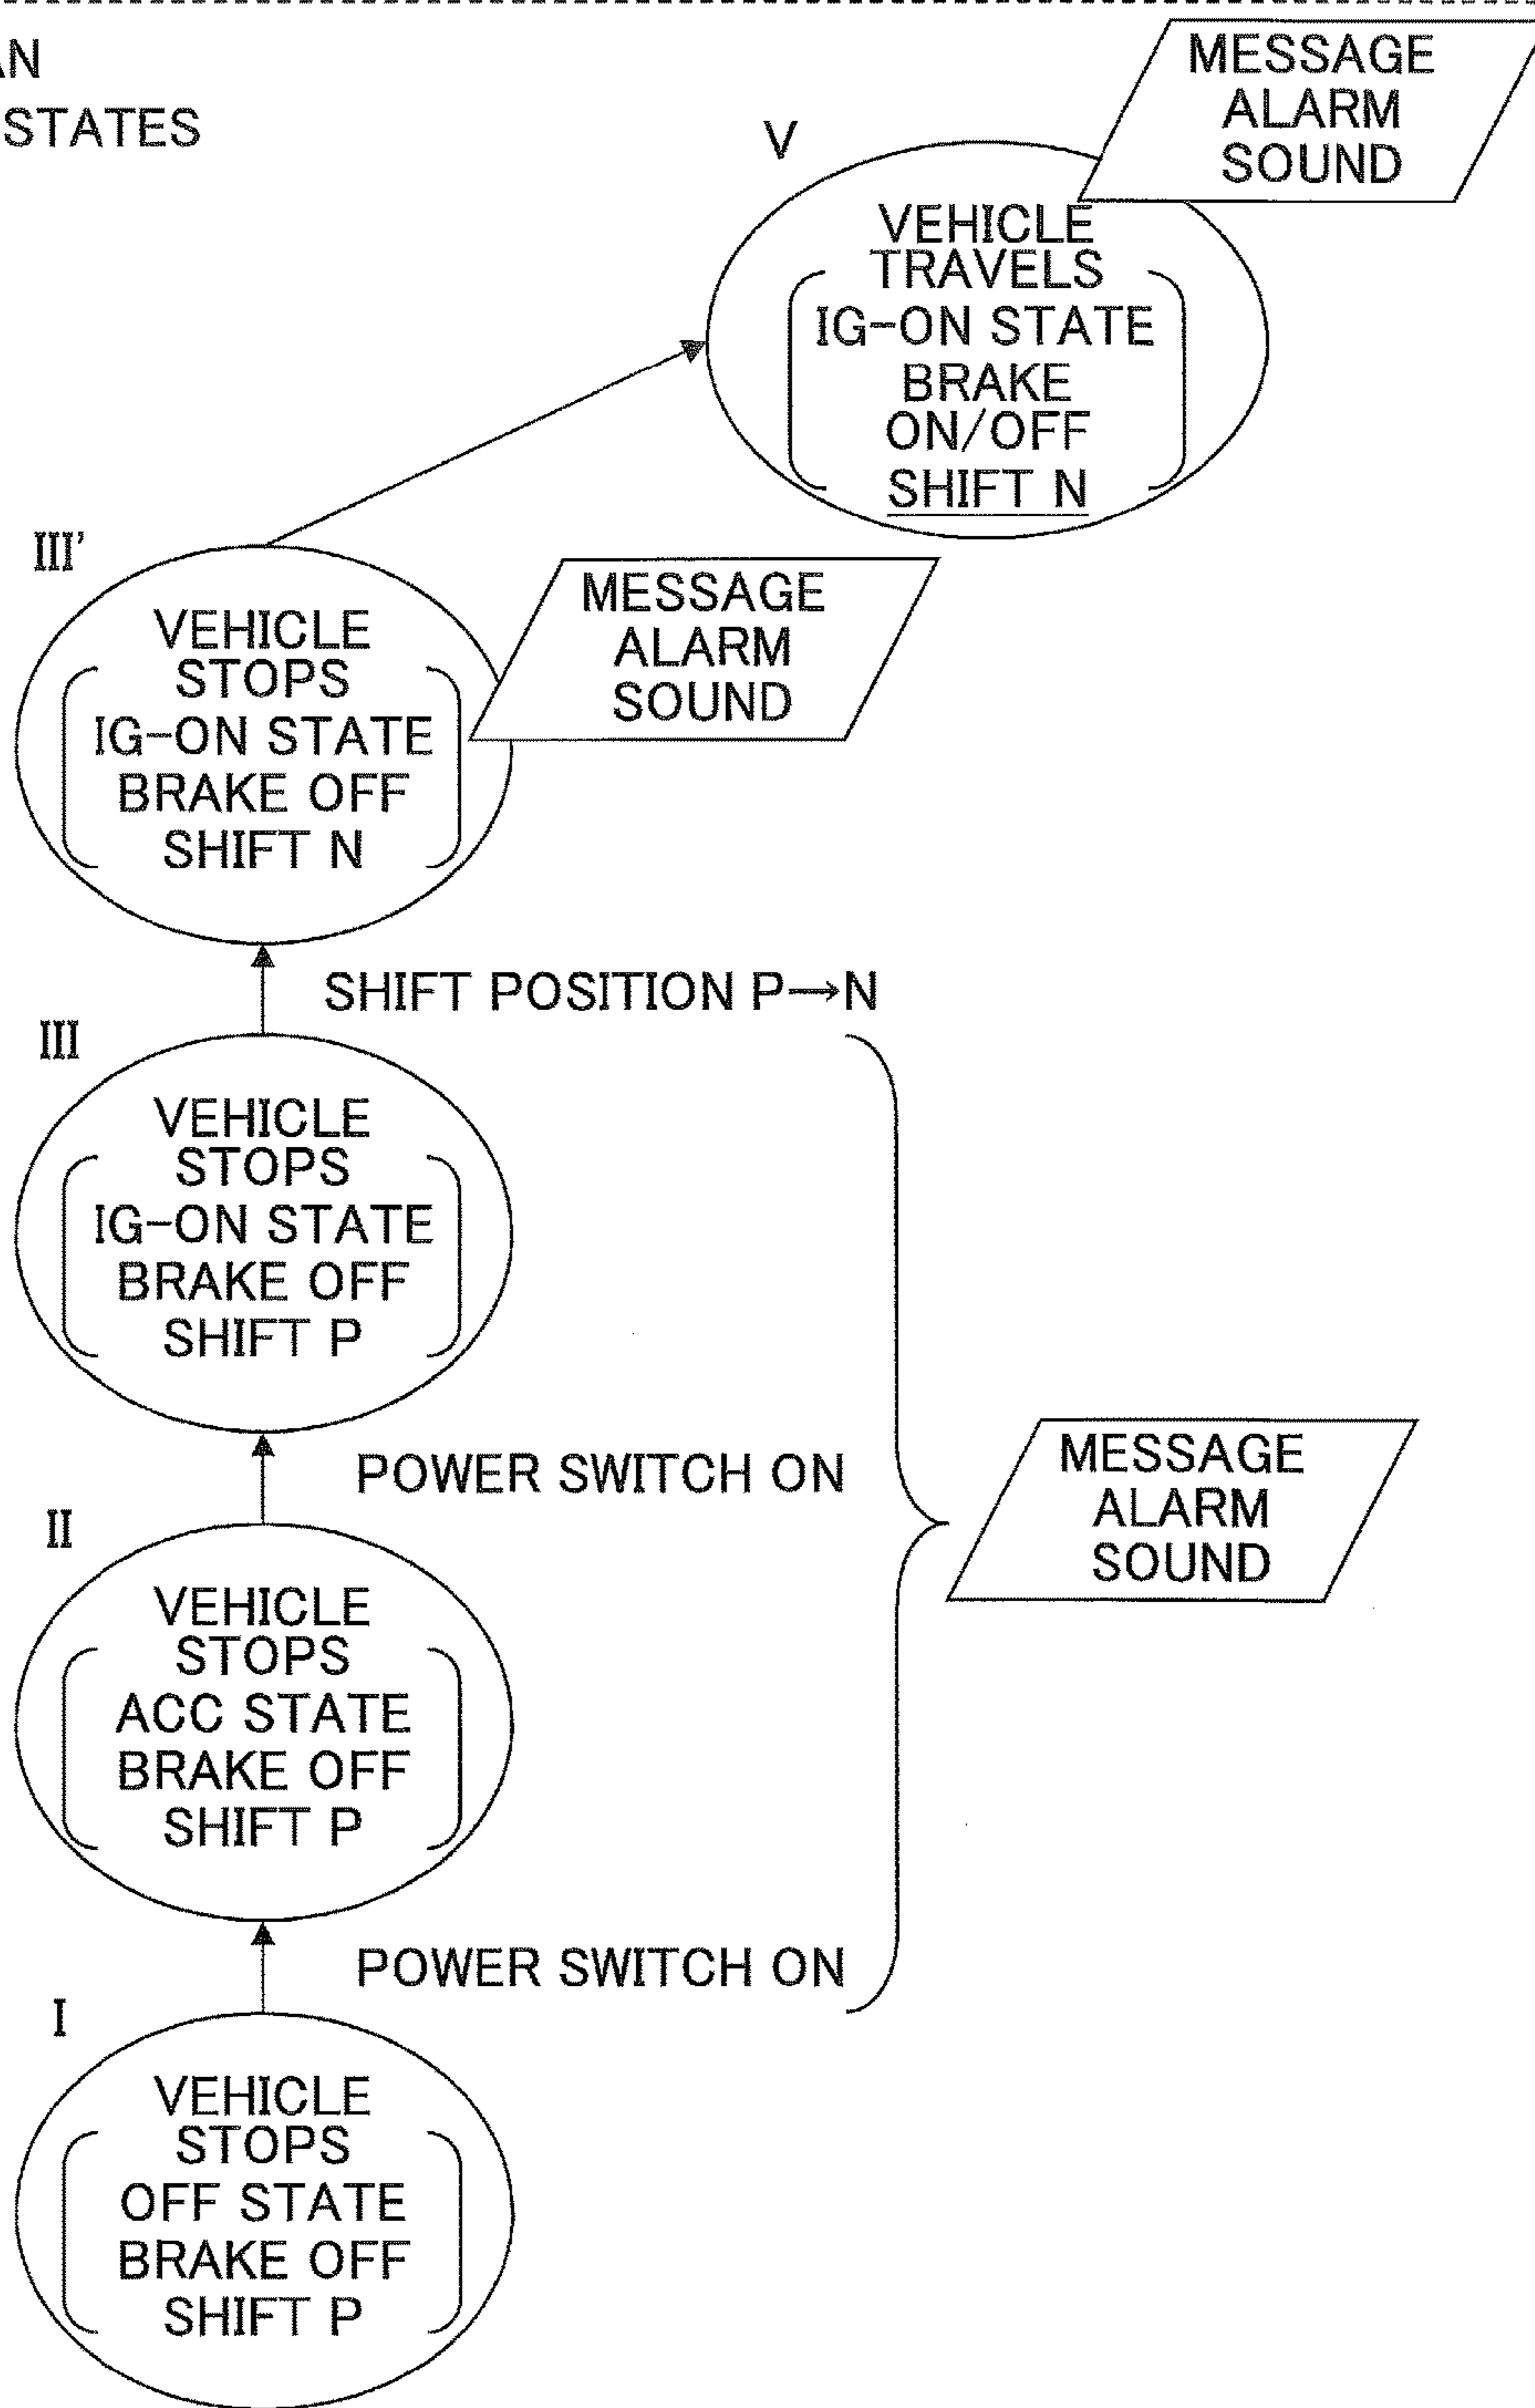 AN
STATES
MESSAGE
ALARM
SOUND
V
VEHICLE
TRAVELS
IG-ON STATE
BRAKE
ON/OFF
SHIFT N
III'
VEHICLE
STOPS
IG-ON STATE
BRAKE OFF
SHIFT N
MESSAGE
ALARM
SOUND
SHIFT POSITION P→N
III
VEHICLE
STOPS
IG-ON STATE
BRAKE OFF
SHIFT P
POWER SWITCH ON
MESSAGE
ALARM
SOUND
II
VEHICLE
STOPS
ACC STATE
BRAKE OFF
SHIFT P
POWER SWITCH ON
I
VEHICLE
STOPS
OFF STATE
BRAKE OFF
SHIFT P